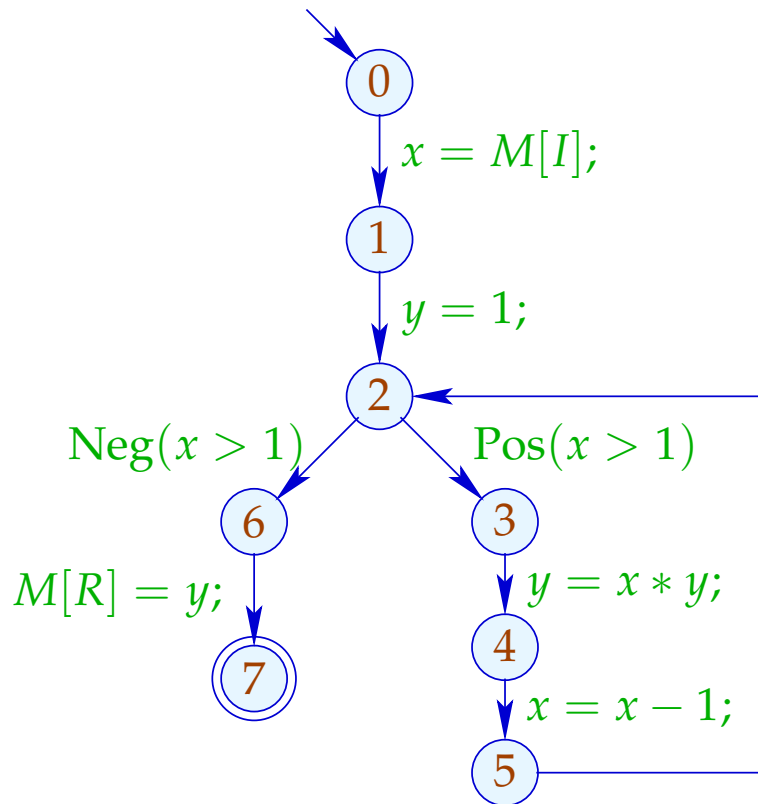 0
x = M[I];
1
y = 1;
2
Neg(x > 1) Pos(x > 1)
6 3
M[R] = y; y = x ∗ y;
7 4
x = x − 1;
5